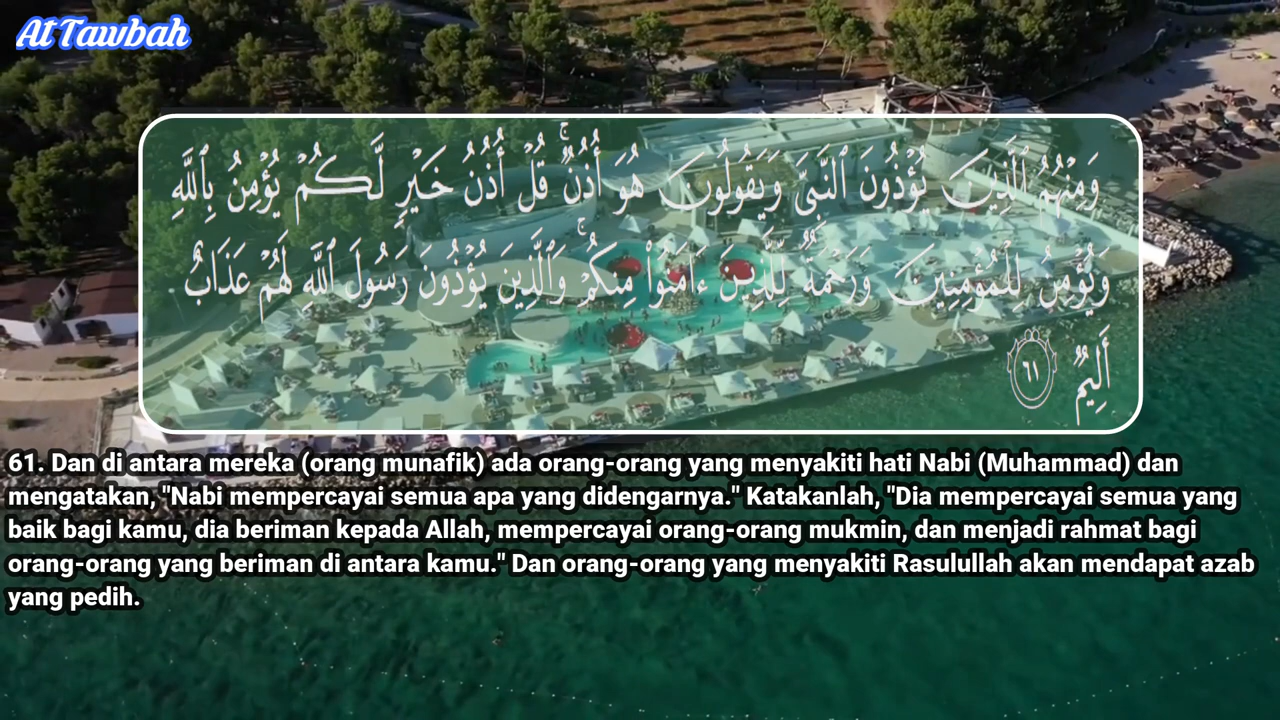 At Tawbah
وَمِنْهُمُ ٱلَّذِينَ يُؤْذُونَ ٱلنَّبِىَّ وَيَقُولُونَ هُوَ أُذُنٌۭ ۚ قُلْ أُذُنُ خَيْرٍۢ لَّكُمْ يُؤْمِنُ بِٱللَّهِ
وَيُؤْمِنُ لِلْمُؤْمِنِينَ وَرَحْمَةٌۭ لِّلَّذِينَ ءَامَنُوا۟ مِنكُمْ ۚ وَٱلَّذِينَ يُؤْذُونَ رَسُولَ ٱللَّهِ لَهُمْ عَذَابٌ
أَلِيمٌۭ ٦١
61. Dan di antara mereka (orang munafik) ada orang-orang yang menyakiti hati Nabi (Muhammad) dan
mengatakan, "Nabi mempercayai semua apa yang didengarnya." Katakanlah, "Dia mempercayai semua yang
baik bagi kamu, dia beriman kepada Allah, mempercayai orang-orang mukmin, dan menjadi rahmat bagi
orang-orang yang beriman di antara kamu." Dan orang-orang yang menyakiti Rasulullah akan mendapat azab
yang pedih.